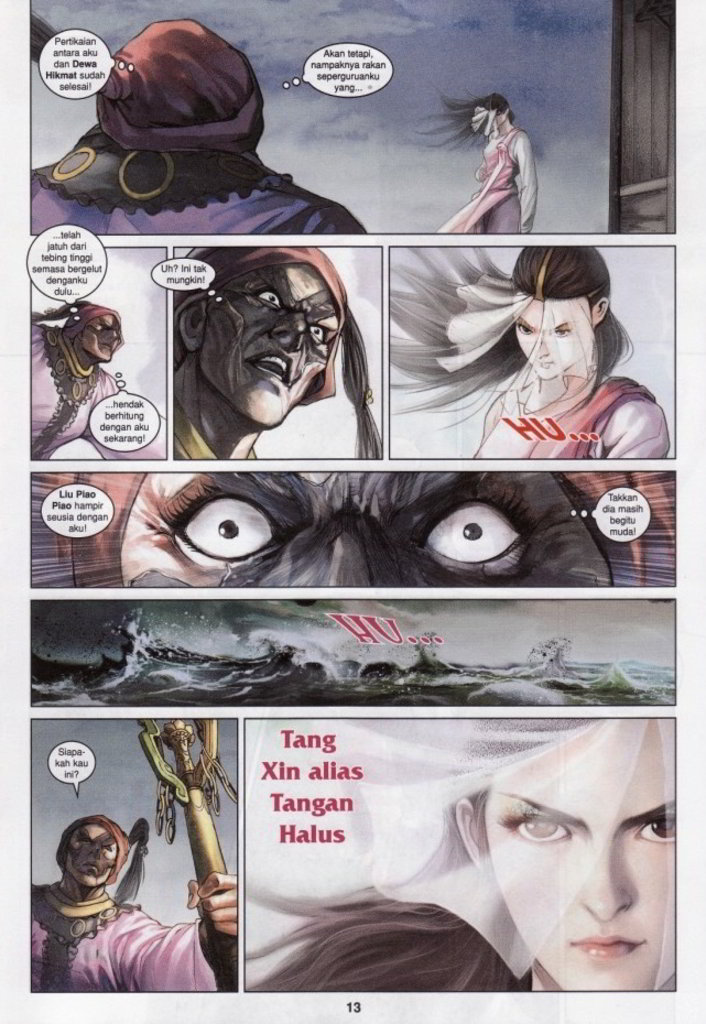 Pertikaian
antara aku
dan Dewa
Hikmat sudah
selesai!
Akan tetapi,
nampaknya rakan
seperguruanku
yang...
...telah
jatuh dari
tebing tinggi
semasa bergelut
denganku
dulu...
...hendak
berhitung
dengan aku
sekarang!
Uh? Ini tak
mungkin!
HU...
Liu Piao
Piao hampir
seusia dengan
aku!
Takkan
dia masih
begitu
muda!
HU...
Siapa-
kah kau
ini?
Tang
Xin alias
Tangan
Halus
13